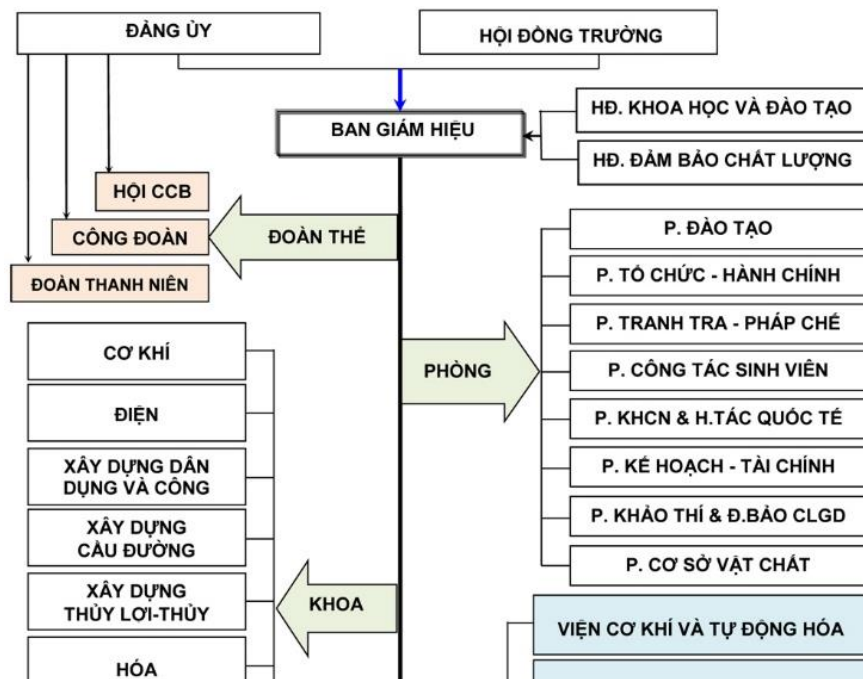 ĐẢNG ỦY
HỘI ĐỒNG TRƯỜNG
BAN GIÁM HIỆU
HĐ. KHOA HỌC VÀ ĐÀO TẠO
HĐ. ĐẢM BẢO CHẤT LƯỢNG
HỘI CCB
CÔNG ĐOÀN
ĐOÀN THANH NIÊN
ĐOÀN THỂ
PHÒNG
P. ĐÀO TẠO
P. TỔ CHỨC - HÀNH CHÍNH
P. TRANH TRA - PHÁP CHẾ
P. CÔNG TÁC SINH VIÊN
P. KHCN & H.TÁC QUỐC TẾ
P. KẾ HOẠCH - TÀI CHÍNH
P. KHẢO THÍ & Đ.BẢO CLGD
P. CƠ SỞ VẬT CHẤT
CƠ KHÍ
ĐIỆN
XÂY DỰNG DÂN
DỤNG VÀ CÔNG
XÂY DỰNG
CẦU ĐƯỜNG
XÂY DỰNG
THỦY LỢI-THỦY
HÓA
KHOA
VIỆN CƠ KHÍ VÀ TỰ ĐỘNG HÓA